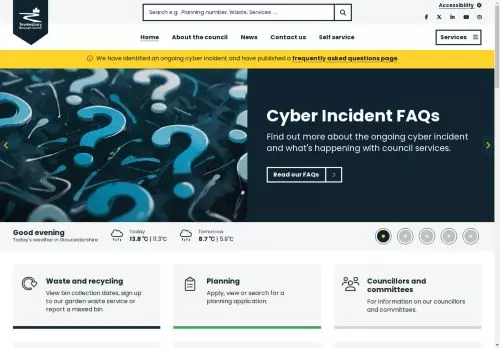 Accessibility
Tewkesbury
Borough Council
Search e.g. Planning number, Waste, Services ...
Home About the council News Contact us Self service Services
We have identified an ongoing cyber incident and have published a frequently asked questions page.
Cyber Incident FAQs
Find out more about the ongoing cyber incident
and what's happening with council services.
Read our FAQs
Good evening
Today's weather in Gloucestershire
Today
13.8 °C | 11.3°C
Tomorrow
8.7 °C | 5.9°C
Waste and recycling
View bin collection dates, sign up
to our garden waste service or
report a missed bin
Planning
Apply, view or search for a
planning application.
Councillors and
committees
For information on our councillors
and committees.